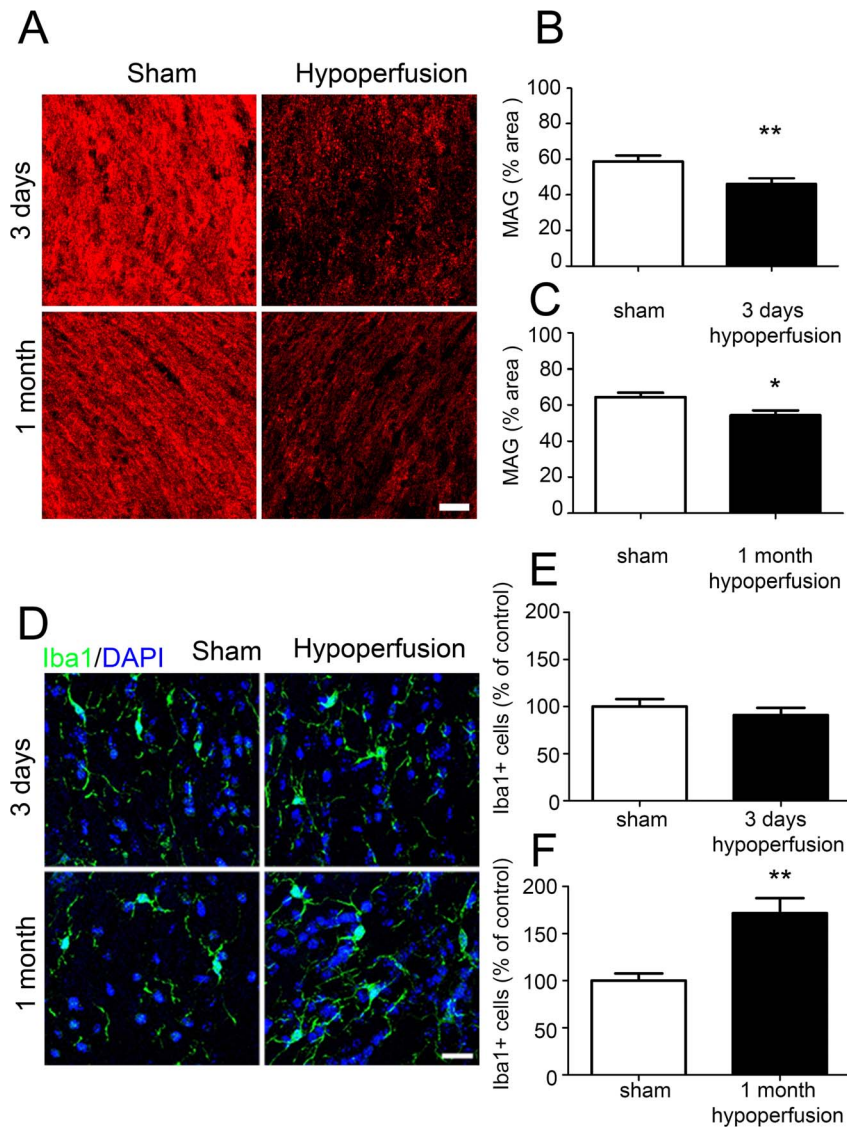 A
Sham Hypoperfusion
3 days
1 month
B
MAG (% area )
100
80
60
40
20
0
**
sham 3 days
hypoperfusion
C
MAG (% area)
100
80
60
40
20
0
*
sham 1 month
hypoperfusion
D
Iba1/DAPI Sham Hypoperfusion
3 days
1 month
E
Iba1+ cells (% of control)
200
150
100
50
0
sham 3 days
hypoperfusion
F
Iba1+ cells (% of control)
200
150
100
50
0
**
sham 1 month
hypoperfusion